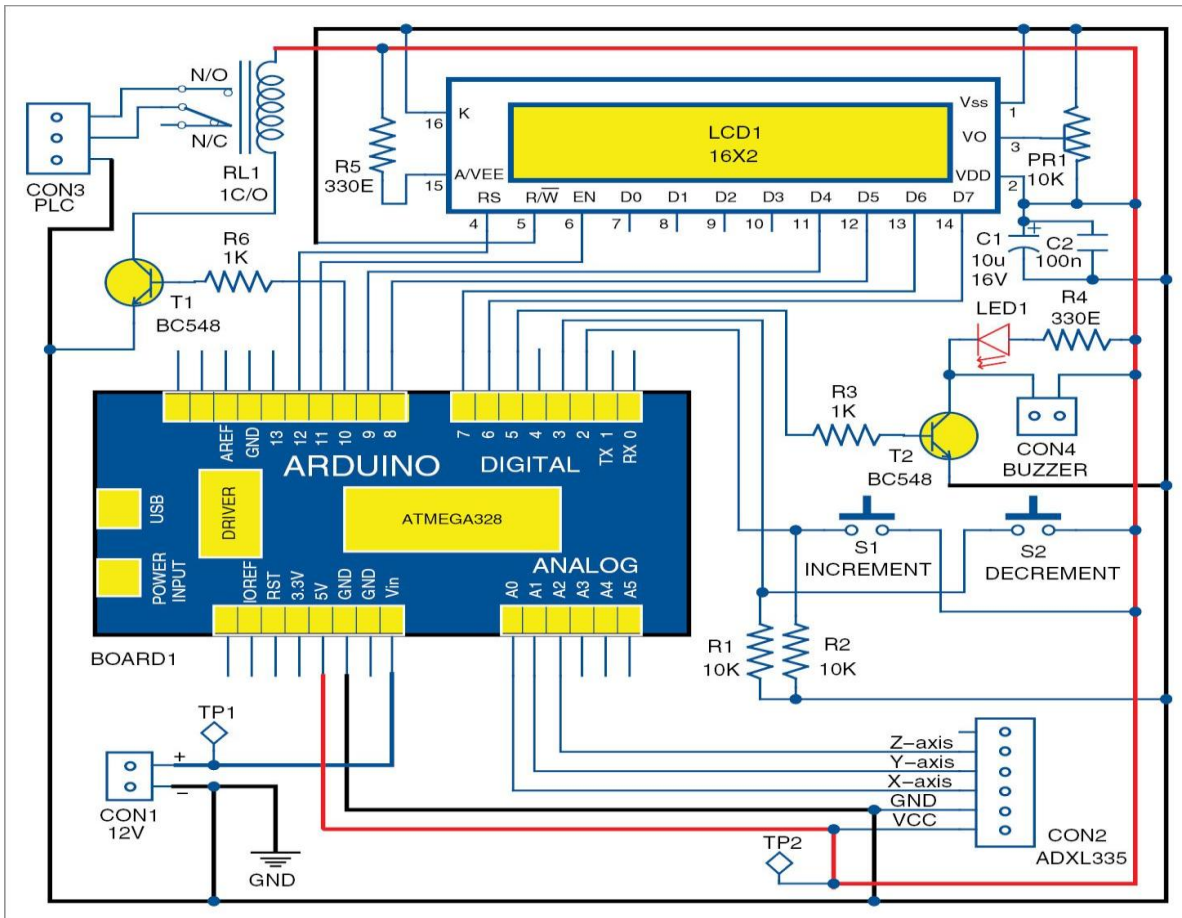 N/O
N/C
CON3
PLC
RL1
1C/O
R5
330E
16
K
15
A/VEE
LCD1
16X2
Vss
1
VO
3
VDD
2
PR1
10K
RS
R/W̅
EN
D0
D1
D2
D3
D4
D5
D6
D7
4
5
6
7
8
9
10
11
12
13
14
R6
1K
T1
BC548
C1
10u
16V
+
C2
100n
LED1
R4
330E
R3
1K
T2
BC548
CON4
BUZZER
AREF
GND
13
12
11
10
9
8
7
6
5
4
3
2
TX 1
RX 0
ARDUINO
DIGITAL
USB
DRIVER
ATMEGA328
POWER
INPUT
ANALOG
IOREF
RST
3.3V
5V
GND
GND
Vin
A0
A1
A2
A3
A4
A5
BOARD1
S1
INCREMENT
S2
DECREMENT
R1
10K
R2
10K
TP1
+
–
CON1
12V
GND
Z–axis
Y–axis
X–axis
GND
VCC
TP2
CON2
ADXL335